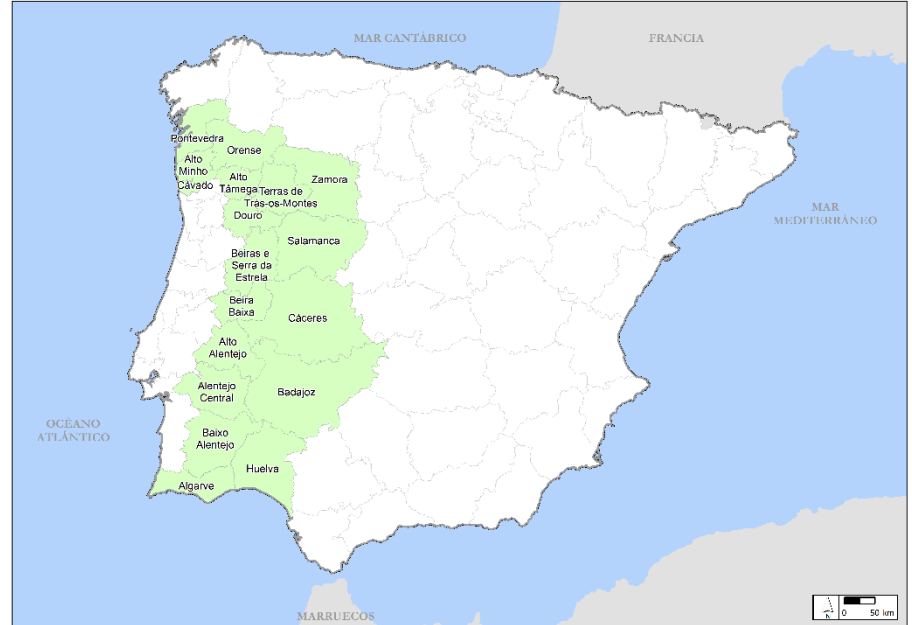 MAR CANTÁBRICO
FRANCIA
Pontevedra
Orense
Alto
Minho
Cávado
Alto
Támega
Terras de
Trás-os-Montes
Zamora
Douro
Salamanca
Beiras e
Serra da
Estrela
MAR
MEDITERRÁNEO
Beira
Baixa
Cáceres
Alto
Alentejo
Alentejo
Central
Badajoz
OCÉANO
ATLÁNTICO
Baixo
Alentejo
Huelva
Algarve
MARRUECOS
N
0 50 km